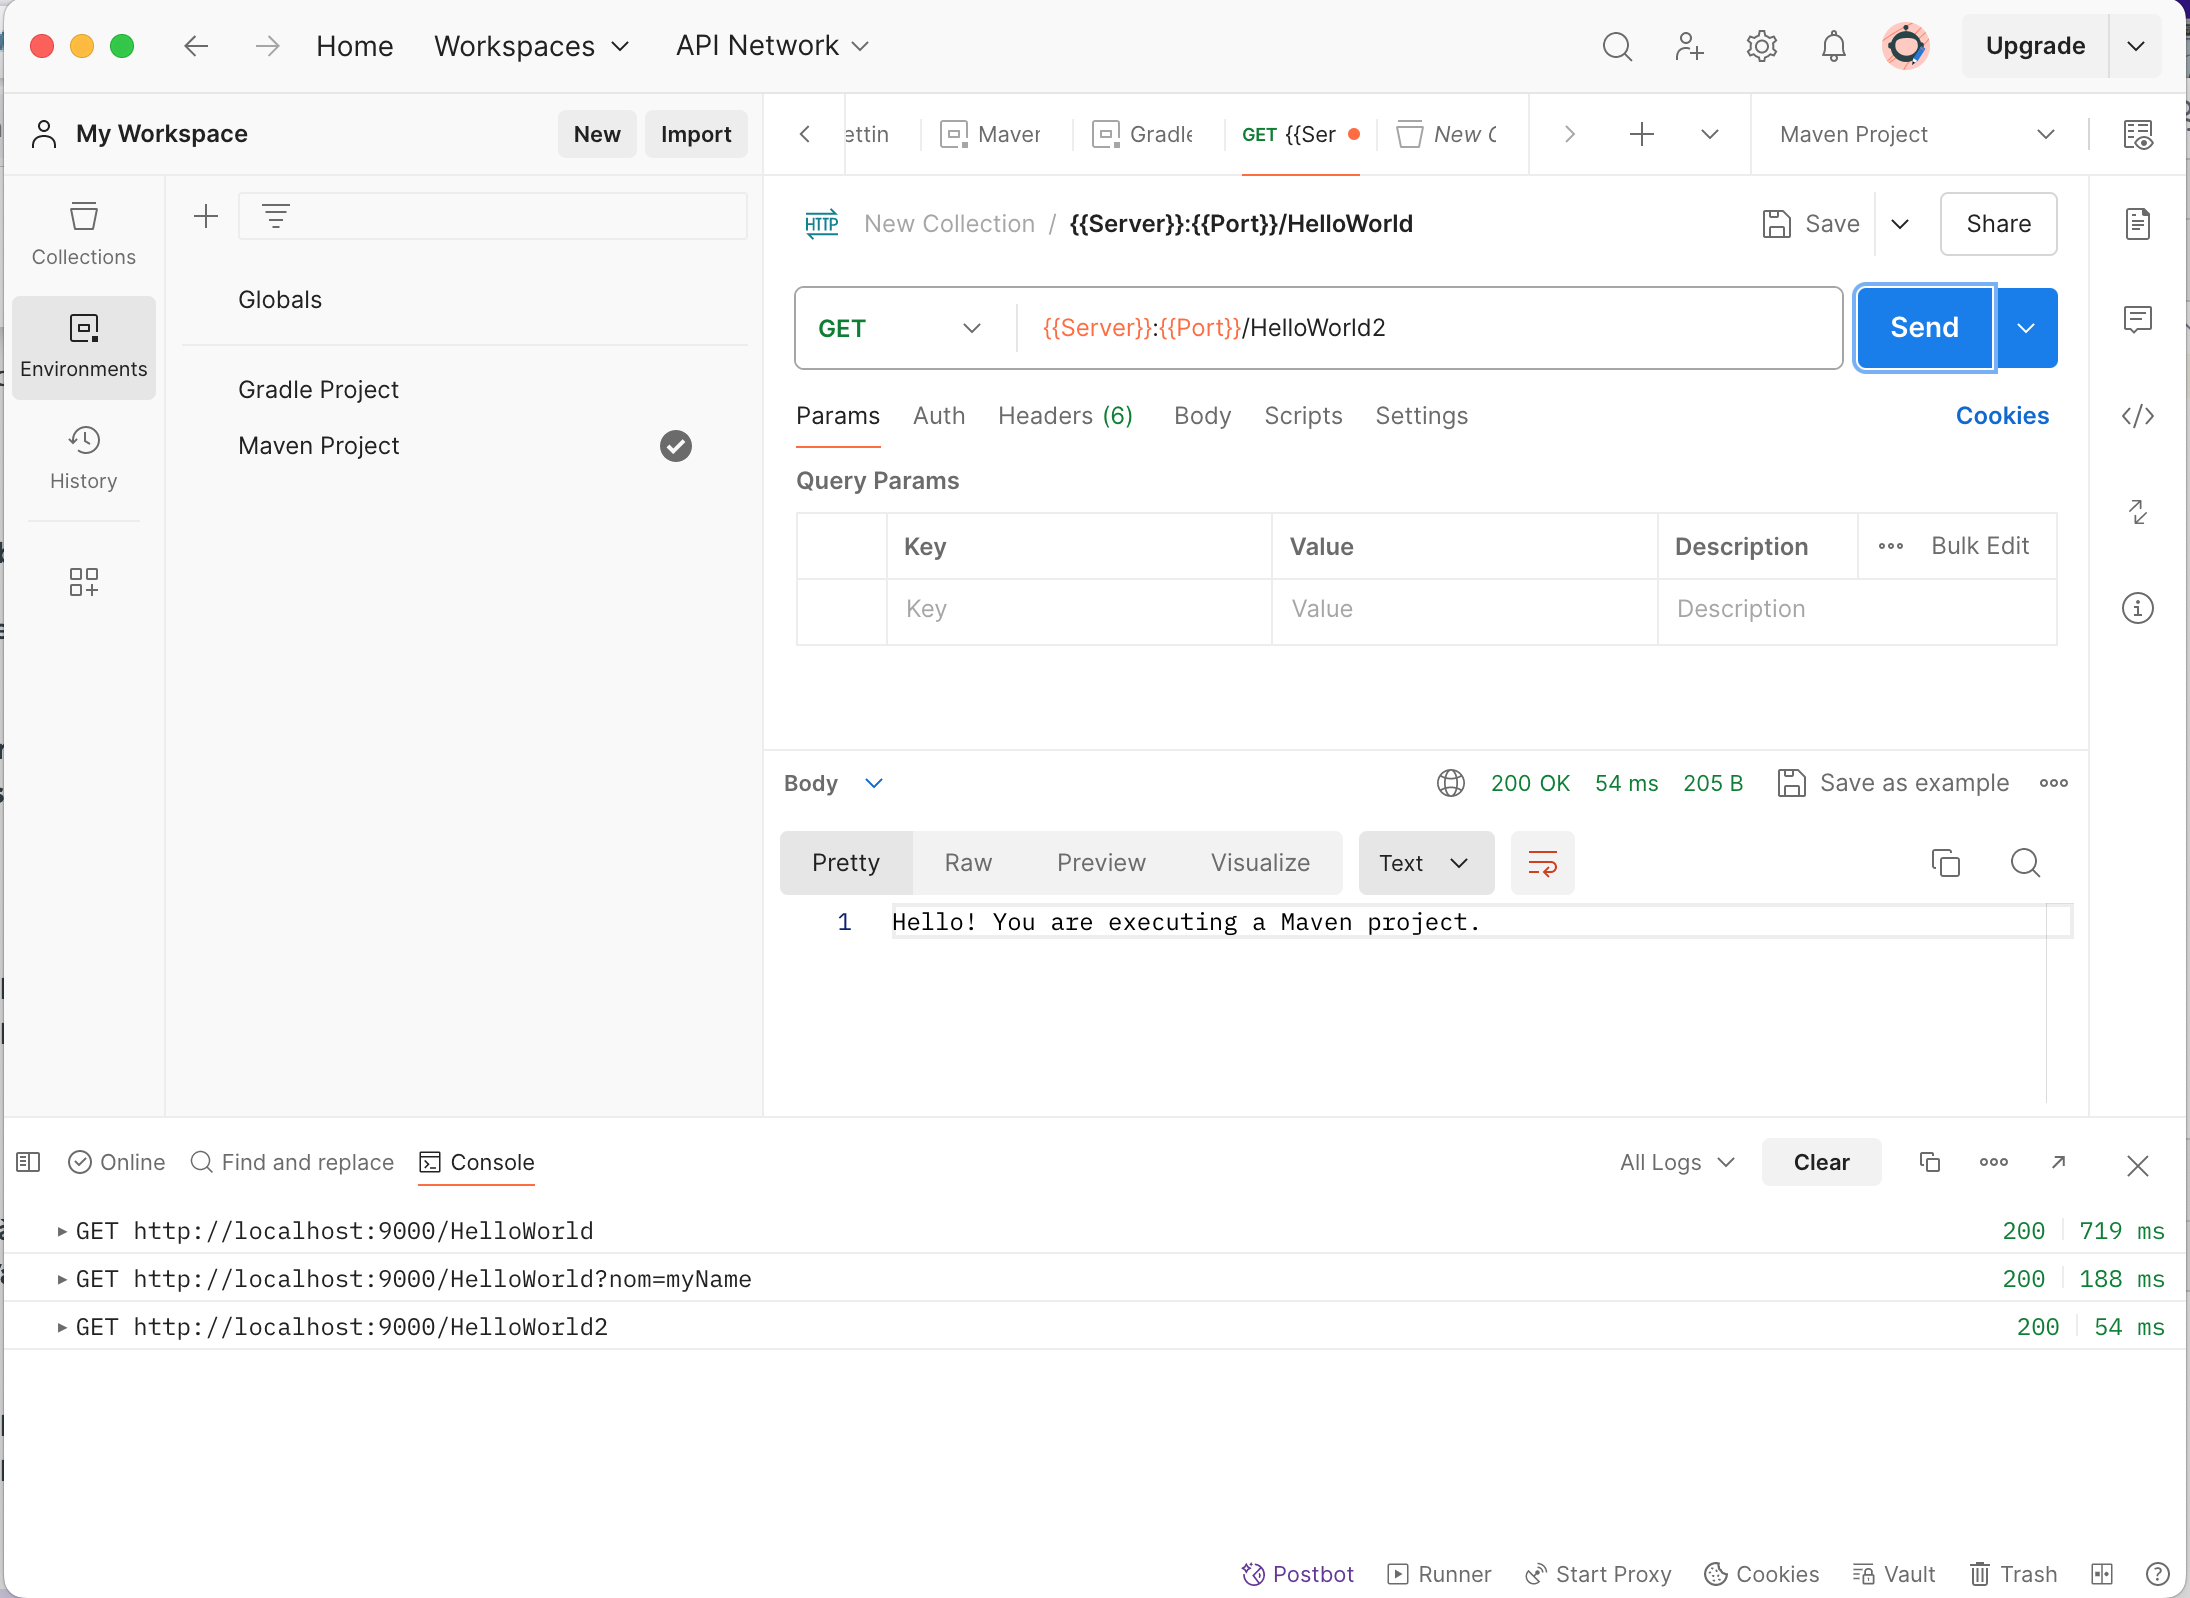 Home Workspaces API Network Upgrade
My Workspace New Import ettin Maver Gradle GET {{Ser New C Maven Project
Collections
Environments
History
Globals
Gradle Project
Maven Project
HTTP New Collection / {{Server}}:{{Port}}/HelloWorld Save Share
GET {{Server}}:{{Port}}/HelloWorld2 Send
Params Auth Headers (6) Body Scripts Settings Cookies
Query Params
Key Value Description Bulk Edit
Key Value Description
Body 200 OK 54 ms 205 B Save as example
Pretty Raw Preview Visualize Text
1 Hello! You are executing a Maven project.
Online Find and replace Console All Logs Clear
GET http://localhost:9000/HelloWorld 200 719 ms
GET http://localhost:9000/HelloWorld?nom=myName 200 188 ms
GET http://localhost:9000/HelloWorld2 200 54 ms
Postbot Runner Start Proxy Cookies Vault Trash